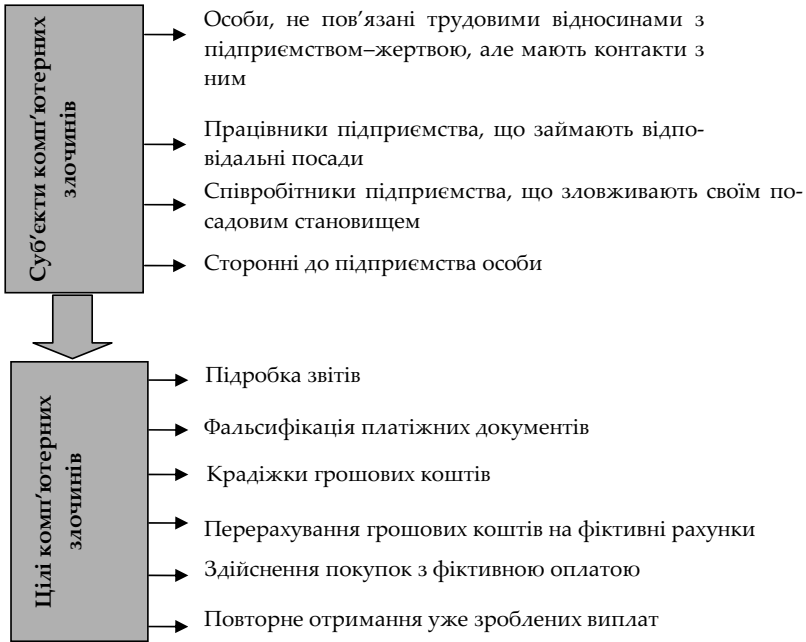 Суб’єкти комп’ютерних
злочинів
Особи, не пов’язані трудовими відносинами з
підприємством–жертвою, але мають контакти з
ним
Працівники підприємства, що займають відпо-
відальні посади
Співробітники підприємства, що зловживають своїм по-
садовим становищем
Сторонні до підприємства особи
Цілі комп’ютерних
злочинів
Підробка звітів
Фальсифікація платіжних документів
Крадіжки грошових коштів
Перерахування грошових коштів на фіктивні рахунки
Здійснення покупок з фіктивною оплатою
Повторне отримання уже зроблених виплат